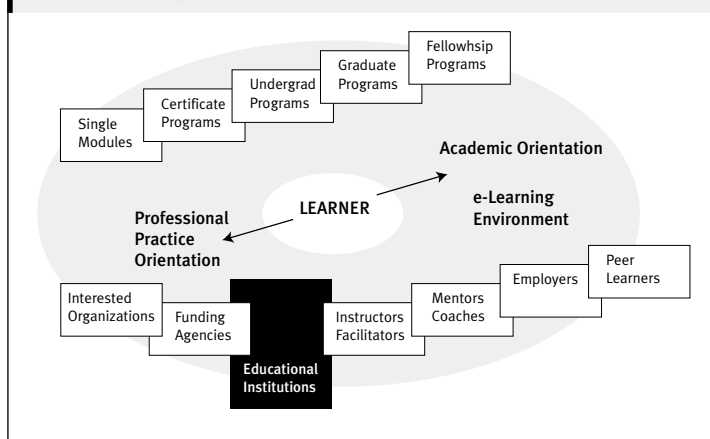 Fellowhsip
Programs
Graduate
Programs
Undergrad
Programs
Certificate
Programs
Single
Modules
Academic Orientation
e-Learning
Environment
LEARNER
Professional
Practice
Orientation
Interested
Organizations
Funding
Agencies
Educational
Institutions
Instructors
Facilitators
Mentors
Coaches
Employers
Peer
Learners